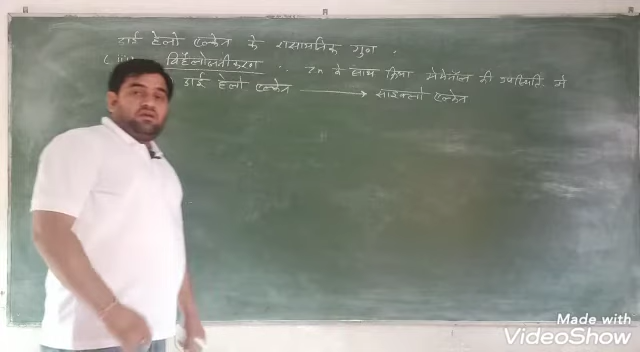 डाई हेलो एल्केन के रासायनिक गुण .
विहैलोजनीकरण : Zn के साथ क्रिया मेथेनॉल की उपस्थिति में
डाई हेलो एल्केन ⟶ साइक्लो एल्केन
Made with
VideoShow